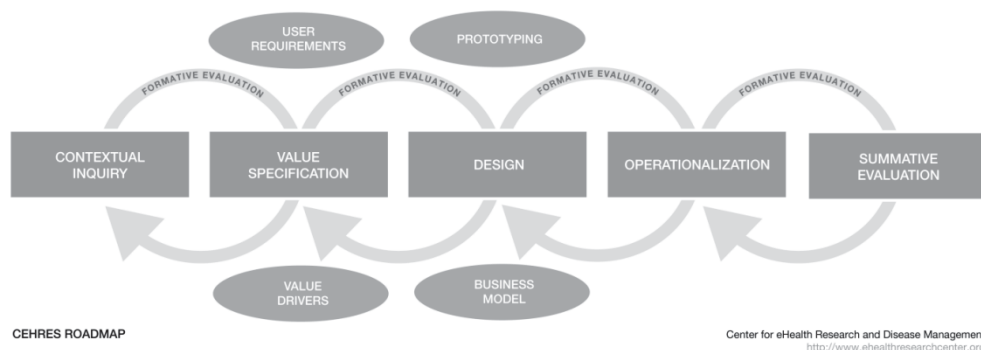 USER
REQUIREMENTS
PROTOTYPING
FORMATIVE EVALUATION
FORMATIVE EVALUATION
FORMATIVE EVALUATION
FORMATIVE EVALUATION
CONTEXTUAL
INQUIRY
VALUE
SPECIFICATION
DESIGN
OPERATIONALIZATION
SUMMATIVE
EVALUATION
VALUE
DRIVERS
BUSINESS
MODEL
CEHRES ROADMAP
Center for eHealth Research and Disease Managemen
http://www.ehealthresearchcenter.or